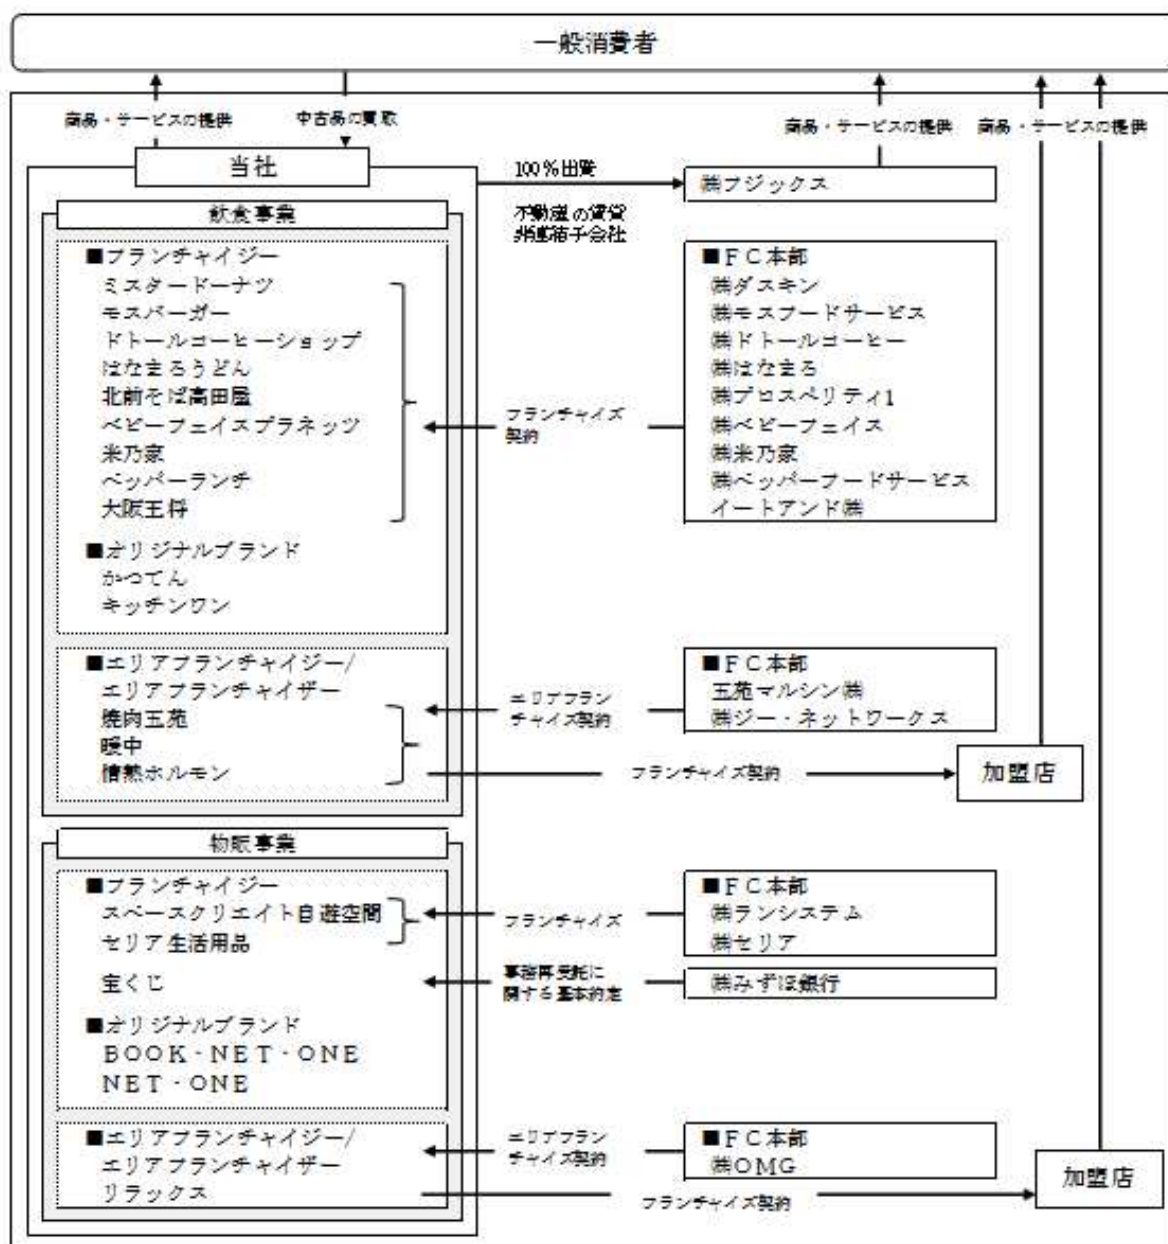 一般消費者
商品・サービスの提供
中古品の買取
商品・サービスの提供
商品・サービスの提供
当社
100％出資
不動産の賃貸
非連結子会社
㈱フジックス
飲食事業
■フランチャイジー
ミスタードーナツ
モスバーガー
ドトールコーヒーショップ
はなまるうどん
北前そば高田屋
ベビーフェイスプラネッツ
米乃家
ペッパーランチ
大阪王将
フランチャイズ
契約
■ＦＣ本部
㈱ダスキン
㈱モスフードサービス
㈱ドトールコーヒー
㈱はなまる
㈱プロスペリティ1
㈱ベビーフェイス
㈱米乃家
㈱ペッパーフードサービス
イートアンド㈱
■オリジナルブランド
かつてん
キッチンワン
■エリアフランチャイジー/
エリアフランチャイザー
焼肉五苑
暖中
情熱ホルモン
エリアフラン
チャイズ契約
■ＦＣ本部
五苑マルシン㈱
㈱ジー・ネットワークス
フランチャイズ契約
加盟店
物販事業
■フランチャイジー
スペースクリエイト自遊空間
セリア生活用品
フランチャイズ
■ＦＣ本部
㈱ランシステム
㈱セリア
宝くじ
事務再受託に
関する基本約定
㈱みずほ銀行
■オリジナルブランド
ＢＯＯＫ‐ＮＥＴ‐ＯＮＥ
ＮＥＴ‐ＯＮＥ
■エリアフランチャイジー/
エリアフランチャイザー
リラックス
エリアフラン
チャイズ契約
■ＦＣ本部
㈱OMG
フランチャイズ契約
加盟店